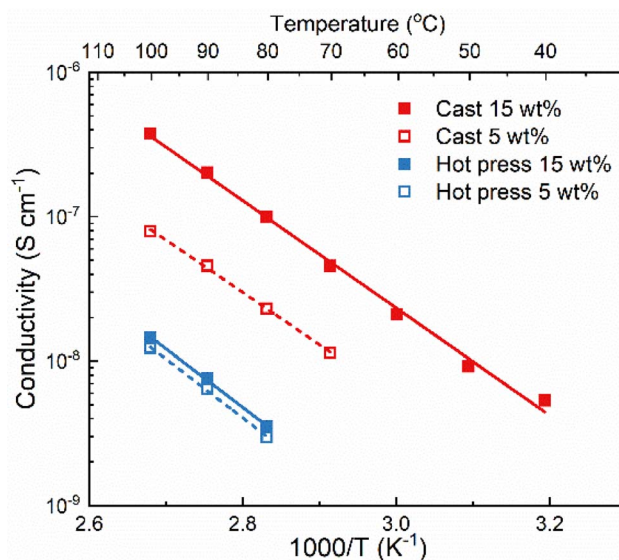 Temperature (°C)
110 100 90 80 70 60 50 40
10⁻⁶
Cast 15 wt%
Cast 5 wt%
Hot press 15 wt%
Hot press 5 wt%
10⁻⁷
Conductivity (S cm⁻¹)
10⁻⁸
10⁻⁹
2.6 2.8 3.0 3.2
1000/T (K⁻¹)